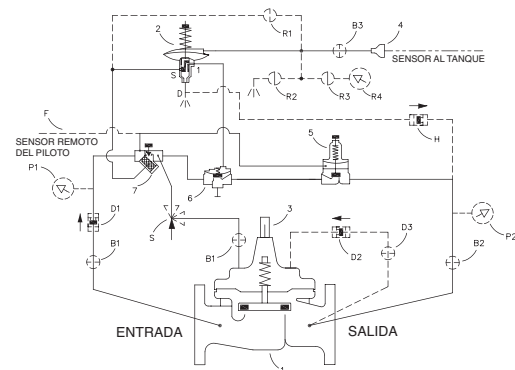 R1
2
B3
4
SENSOR AL TANQUE
S
1
D
R2
R3
R4
F
SENSOR REMOTO
DEL PILOTO
H
5
P1
7
6
D1
S
3
B1
D2
D3
P2
B1
B2
ENTRADA
SALIDA
1